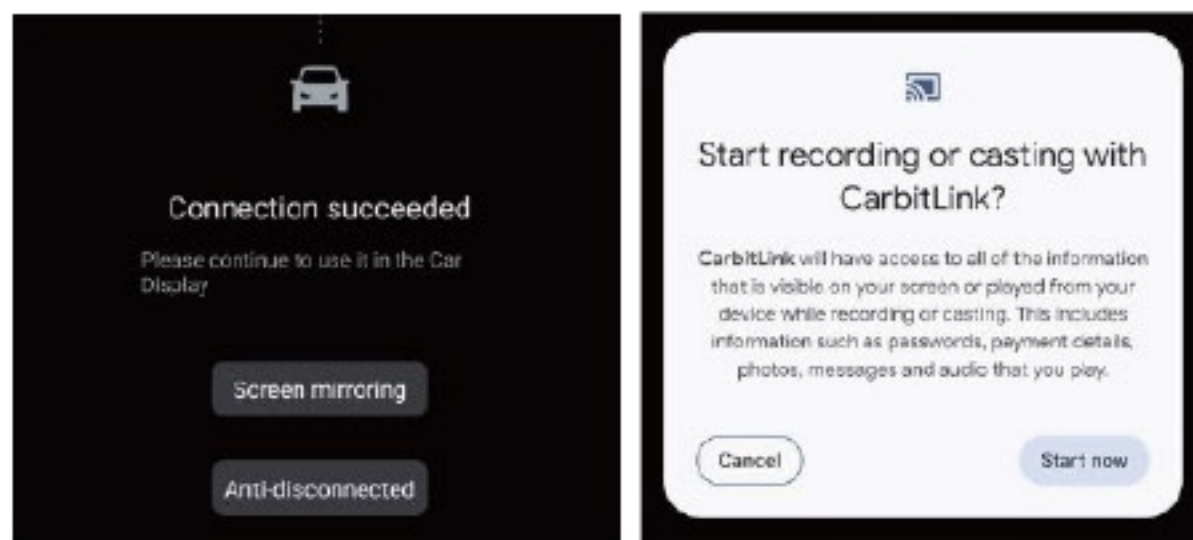 Connection succeeded
Please continue to use it in the Car
Display
Screen mirroring
Anti-disconnected
Start recording or casting with
CarbitLink?
CarbitLink will have access to all of the information
that is visible on your screen or played from your
device while recording or casting. This includes
information such as passwords, payment details,
photos, messages and audio that you play.
Cancel
Start now